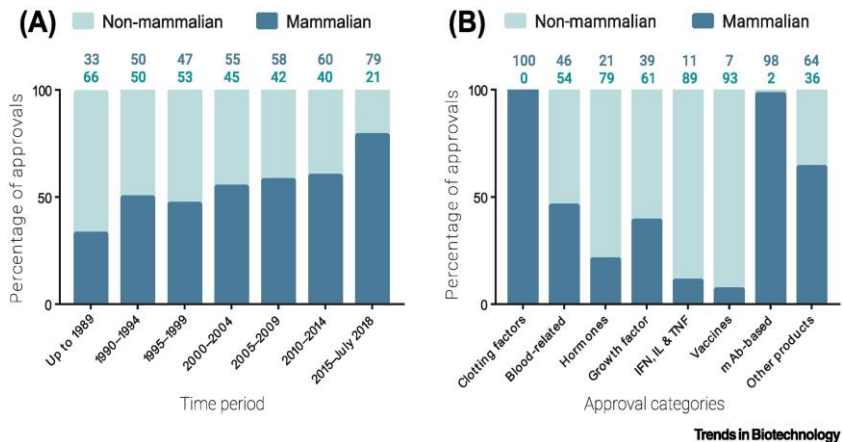 (A)
Non-mammalian
Mammalian
33 50 47 55 58 60 79
66 50 53 45 42 40 21
Percentage of approvals
100
50
0
Up to 1989
1990–1994
1995–1999
2000–2004
2005–2009
2010–2014
2015–July 2018
Time period
(B)
Non-mammalian
Mammalian
100 46 21 39 11 7 98 64
0 54 79 61 89 93 2 36
Percentage of approvals
100
50
0
Clotting factors
Blood-related
Hormones
Growth factor
IFN, IL & TNF
Vaccines
mAb-based
Other products
Approval categories
Trends in Biotechnology